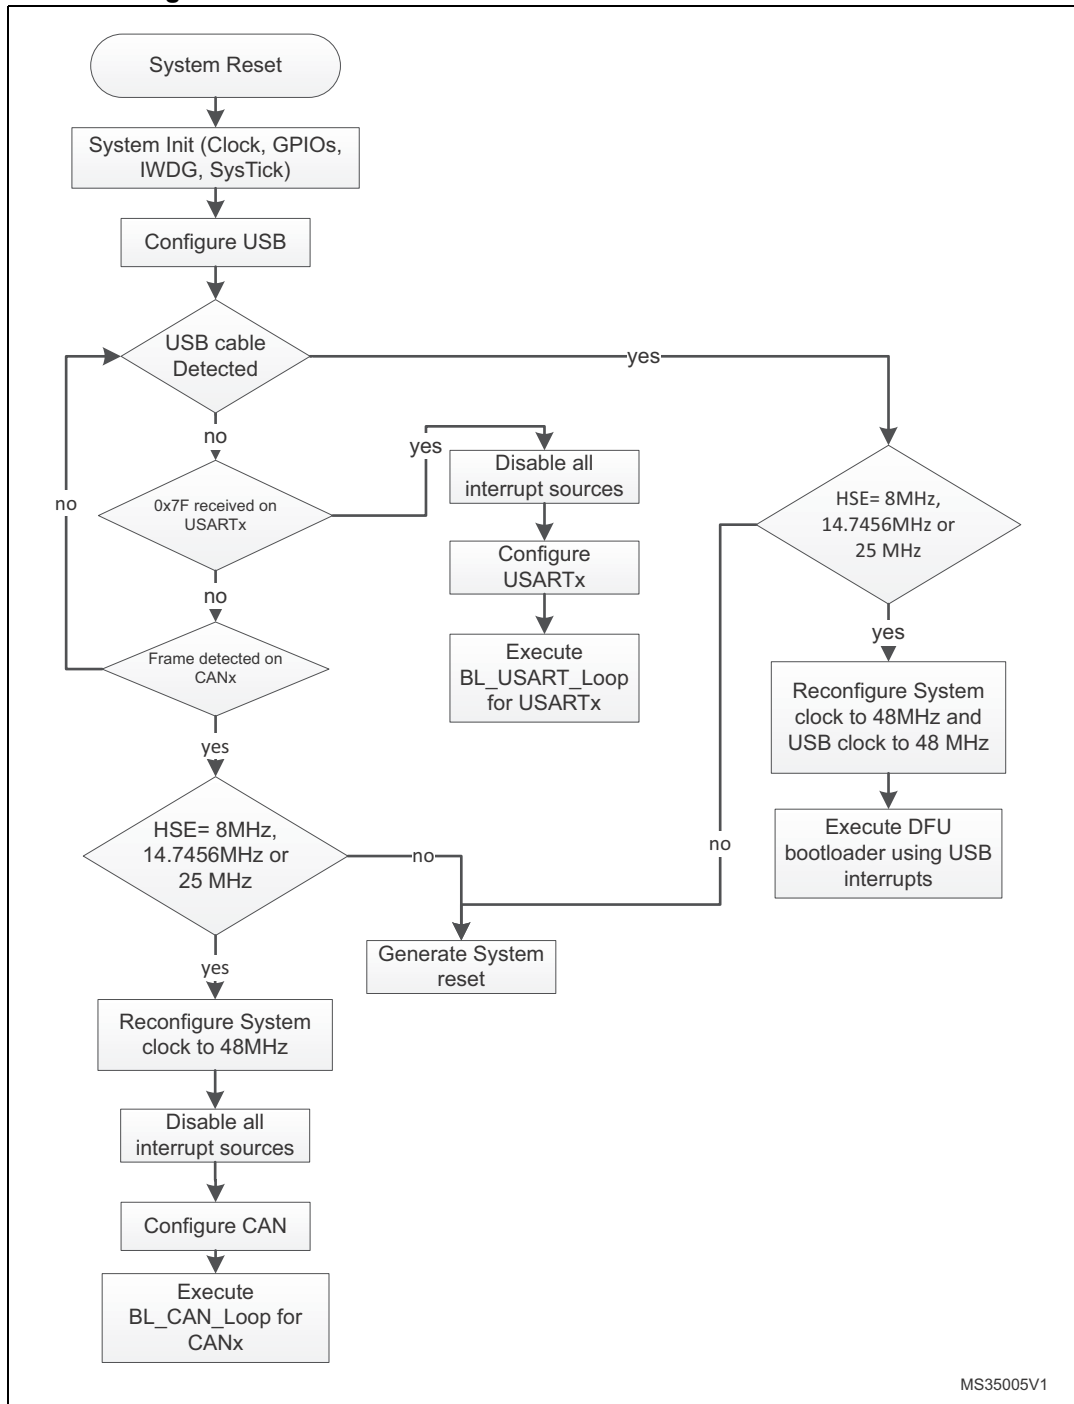 System Reset
System Init (Clock, GPIOs,
IWDG, SysTick)
Configure USB
USB cable
Detected
yes
no
yes
Disable all
interrupt sources
0x7F received on
USARTx
no
HSE= 8MHz,
14.7456MHz or
25 MHz
Configure
USARTx
no
yes
Frame detected on
CANx
Execute
BL_USART_Loop
for USARTx
Reconfigure System
clock to 48MHz and
USB clock to 48 MHz
yes
HSE= 8MHz,
14.7456MHz or
25 MHz
no
no
Execute DFU
bootloader using USB
interrupts
Generate System
reset
yes
Reconfigure System
clock to 48MHz
Disable all
interrupt sources
Configure CAN
Execute
BL_CAN_Loop for
CANx
MS35005V1